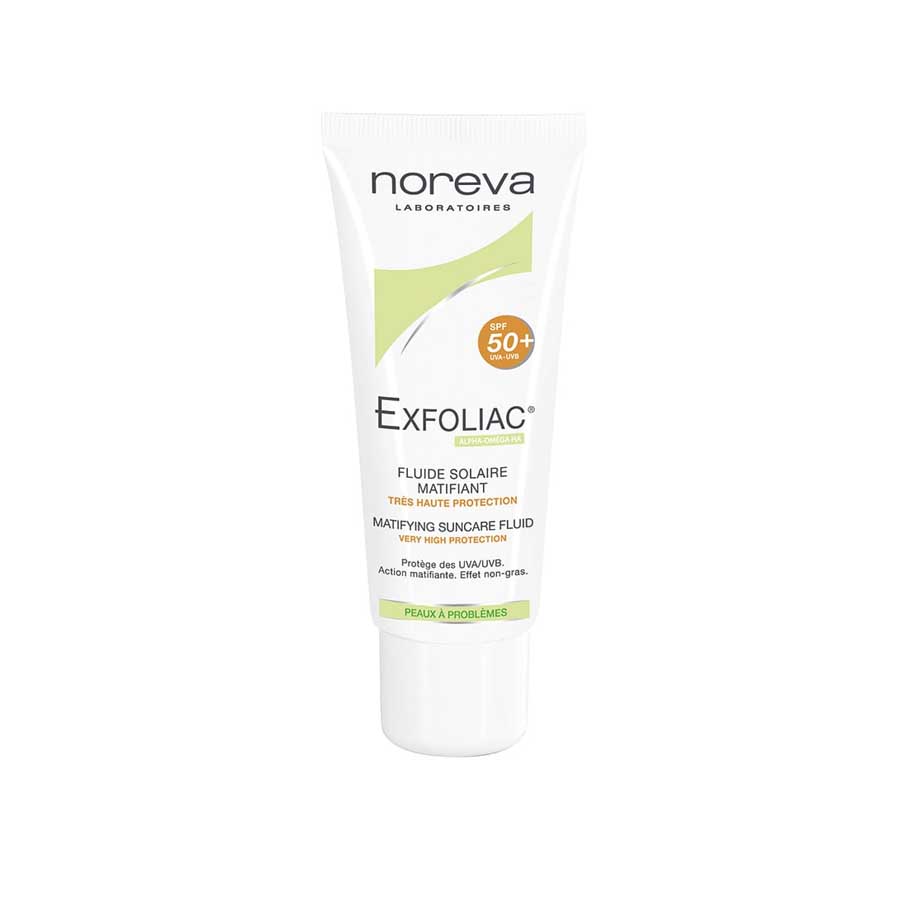 noreva
LABORATOIRES
SPF
50+
UVA-UVB
EXFOLIAC®
ALPHA-OMÉGA HA
FLUIDE SOLAIRE
MATIFIANT
TRÈS HAUTE PROTECTION
MATIFYING SUNCARE FLUID
VERY HIGH PROTECTION
Protège des UVA/UVB.
Action matifiante. Effet non-gras.
PEAUX À PROBLÈMES